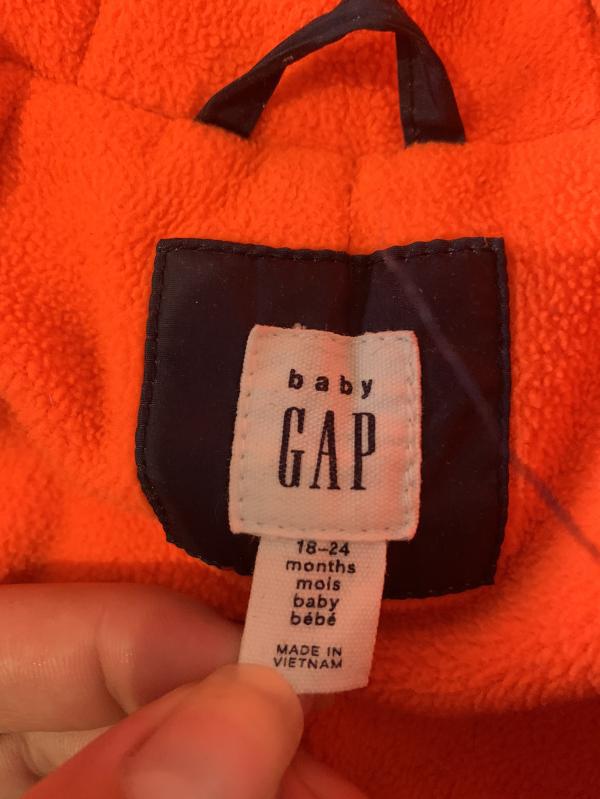 baby
GAP
18-24
months
mois
baby
bébé
MADE IN
VIETNAM